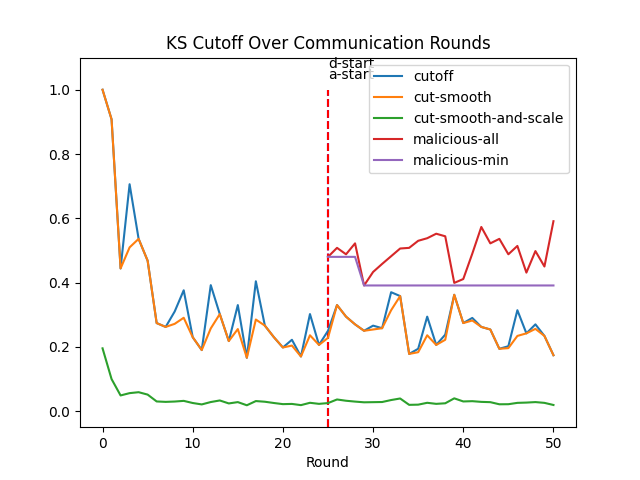 KS Cutoff Over Communication Rounds
d-start
a-start
cutoff
cut-smooth
cut-smooth-and-scale
malicious-all
malicious-min
1.0
0.8
0.6
0.4
0.2
0.0
0 10 20 30 40 50
Round